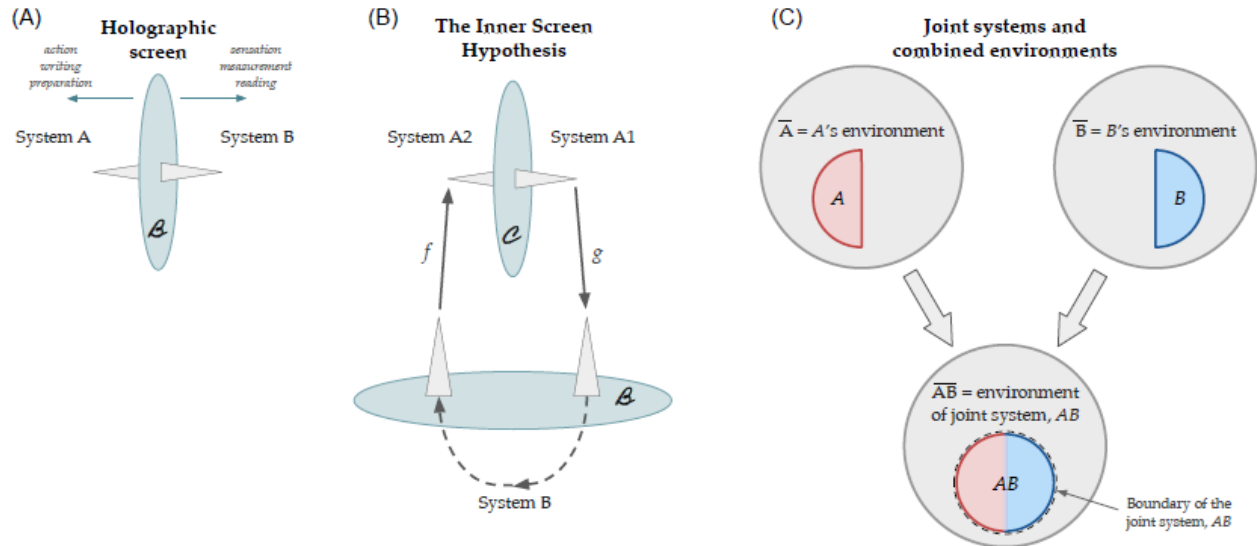 (A)
Holographic
screen
action
writing
preparation
sensation
measurement
reading
System A
System B
ℬ
(B)
The Inner Screen
Hypothesis
System A2
System A1
𝒞
f
g
ℬ
System B
(C)
Joint systems and
combined environments
A̅ = A's environment
A
B̅ = B's environment
B
A̅B̅ = environment
of joint system, AB
AB
Boundary of the
joint system, AB